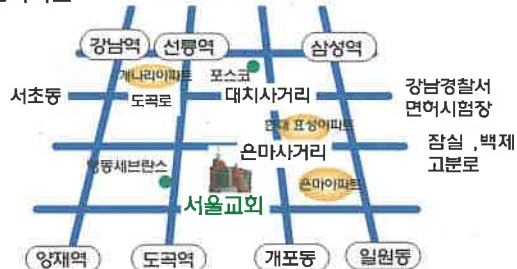 강남역
선릉역
삼성역
개나리아파트
포스코
서초동
도곡로
대치사거리
강남경찰서
면허시험장
현대 효성아파트
은마사거리
잠실 ,백제
고분로
영동세브란스
은마아파트
서울교회
양재역
도곡역
개포동
일원동